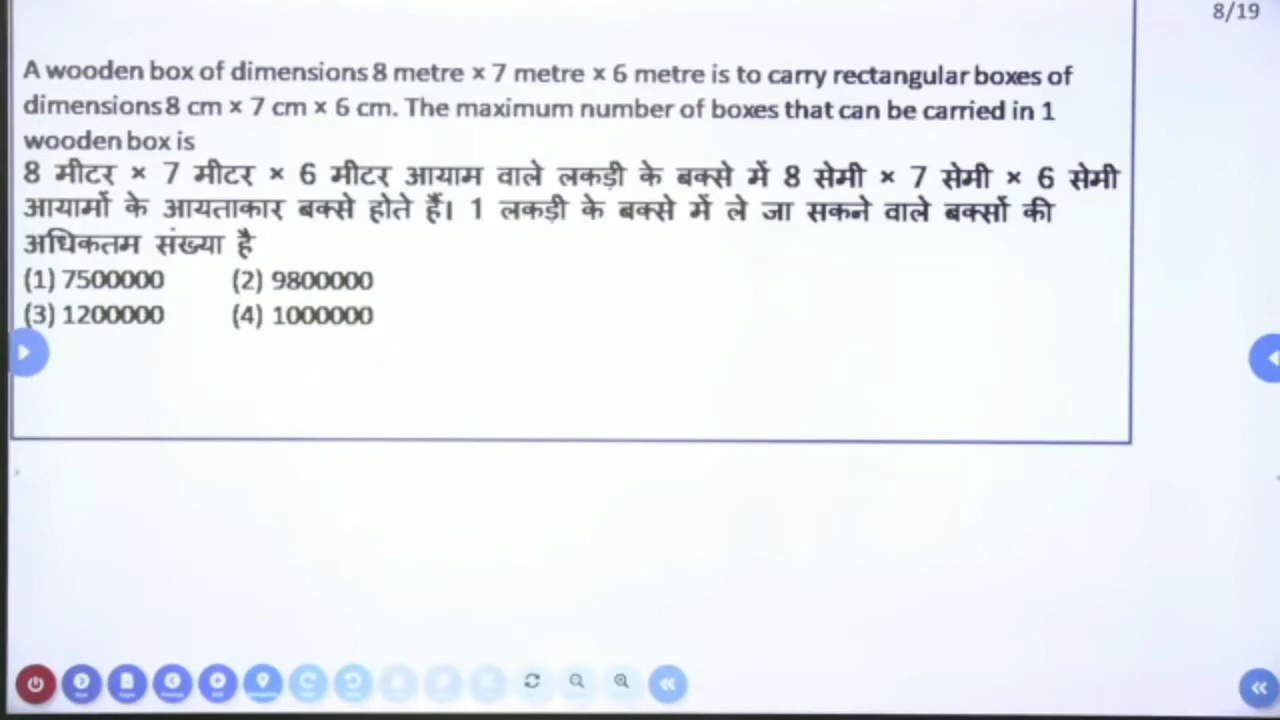 8/19
A wooden box of dimensions 8 metre × 7 metre × 6 metre is to carry rectangular boxes of
dimensions 8 cm × 7 cm × 6 cm. The maximum number of boxes that can be carried in 1
wooden box is
8 मीटर × 7 मीटर × 6 मीटर आयाम वाले लकड़ी के बक्से में 8 सेमी × 7 सेमी × 6 सेमी
आयामों के आयताकार बक्से होते हैं। 1 लकड़ी के बक्से में ले जा सकने वाले बक्सों की
अधिकतम संख्या है
(1) 7500000 (2) 9800000
(3) 1200000 (4) 1000000